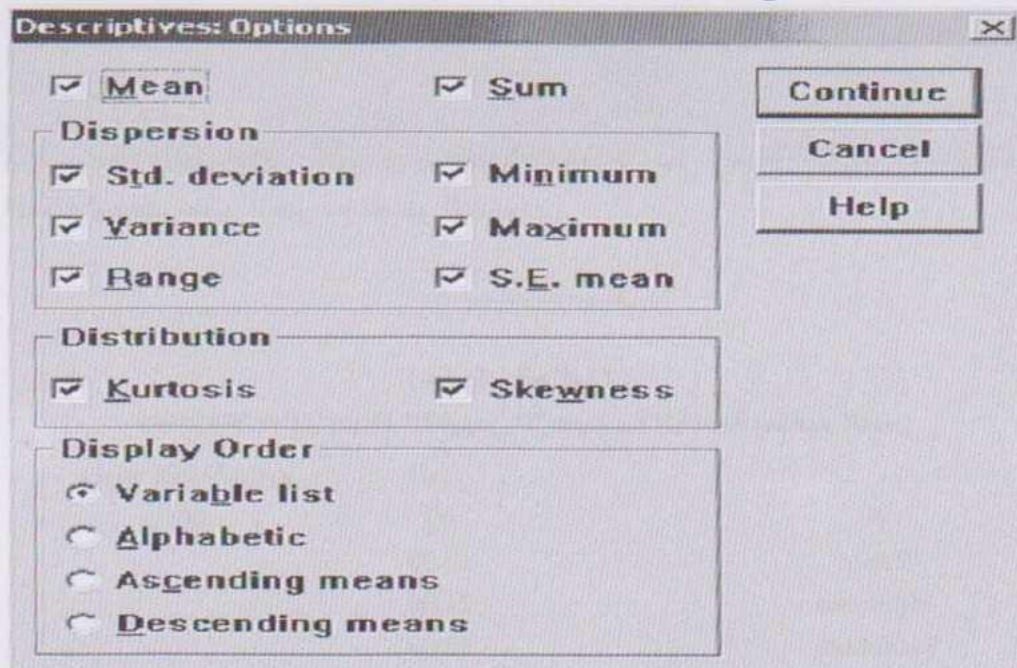 Descriptives: Options
Mean Sum Continue
Dispersion Cancel
Std. deviation Minimum Help
Variance Maximum
Range S.E. mean
Distribution
Kurtosis Skewness
Display Order
Variable list
Alphabetic
Ascending means
Descending means